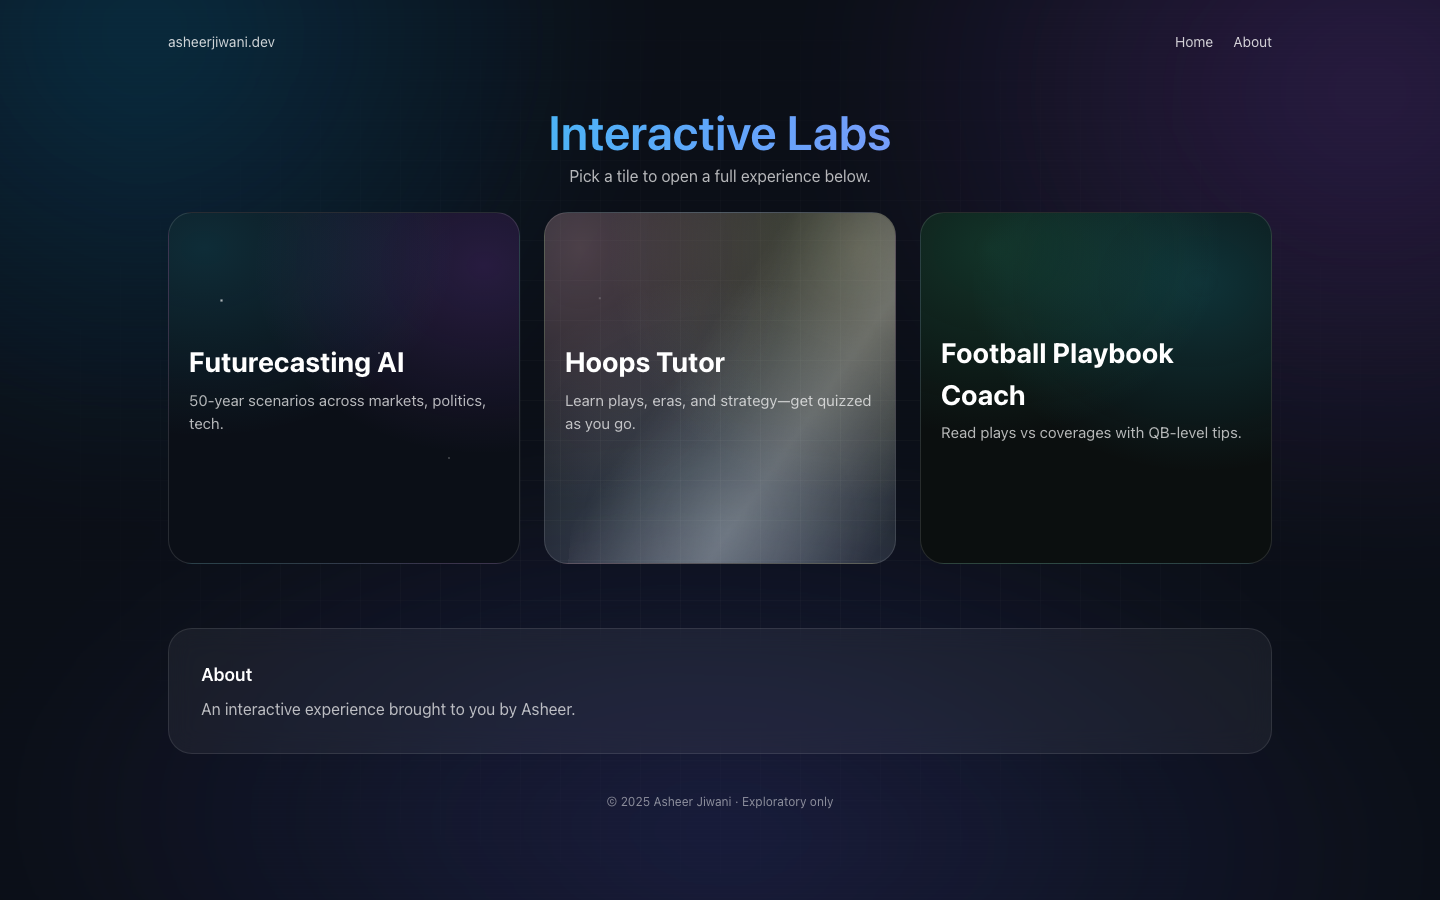 asheerjiwani.dev
Home About
Interactive Labs
Pick a tile to open a full experience below.
Futurecasting AI
50-year scenarios across markets, politics,
tech.
Hoops Tutor
Learn plays, eras, and strategy—get quizzed
as you go.
Football Playbook
Coach
Read plays vs coverages with QB-level tips.
About
An interactive experience brought to you by Asheer.
© 2025 Asheer Jiwani · Exploratory only